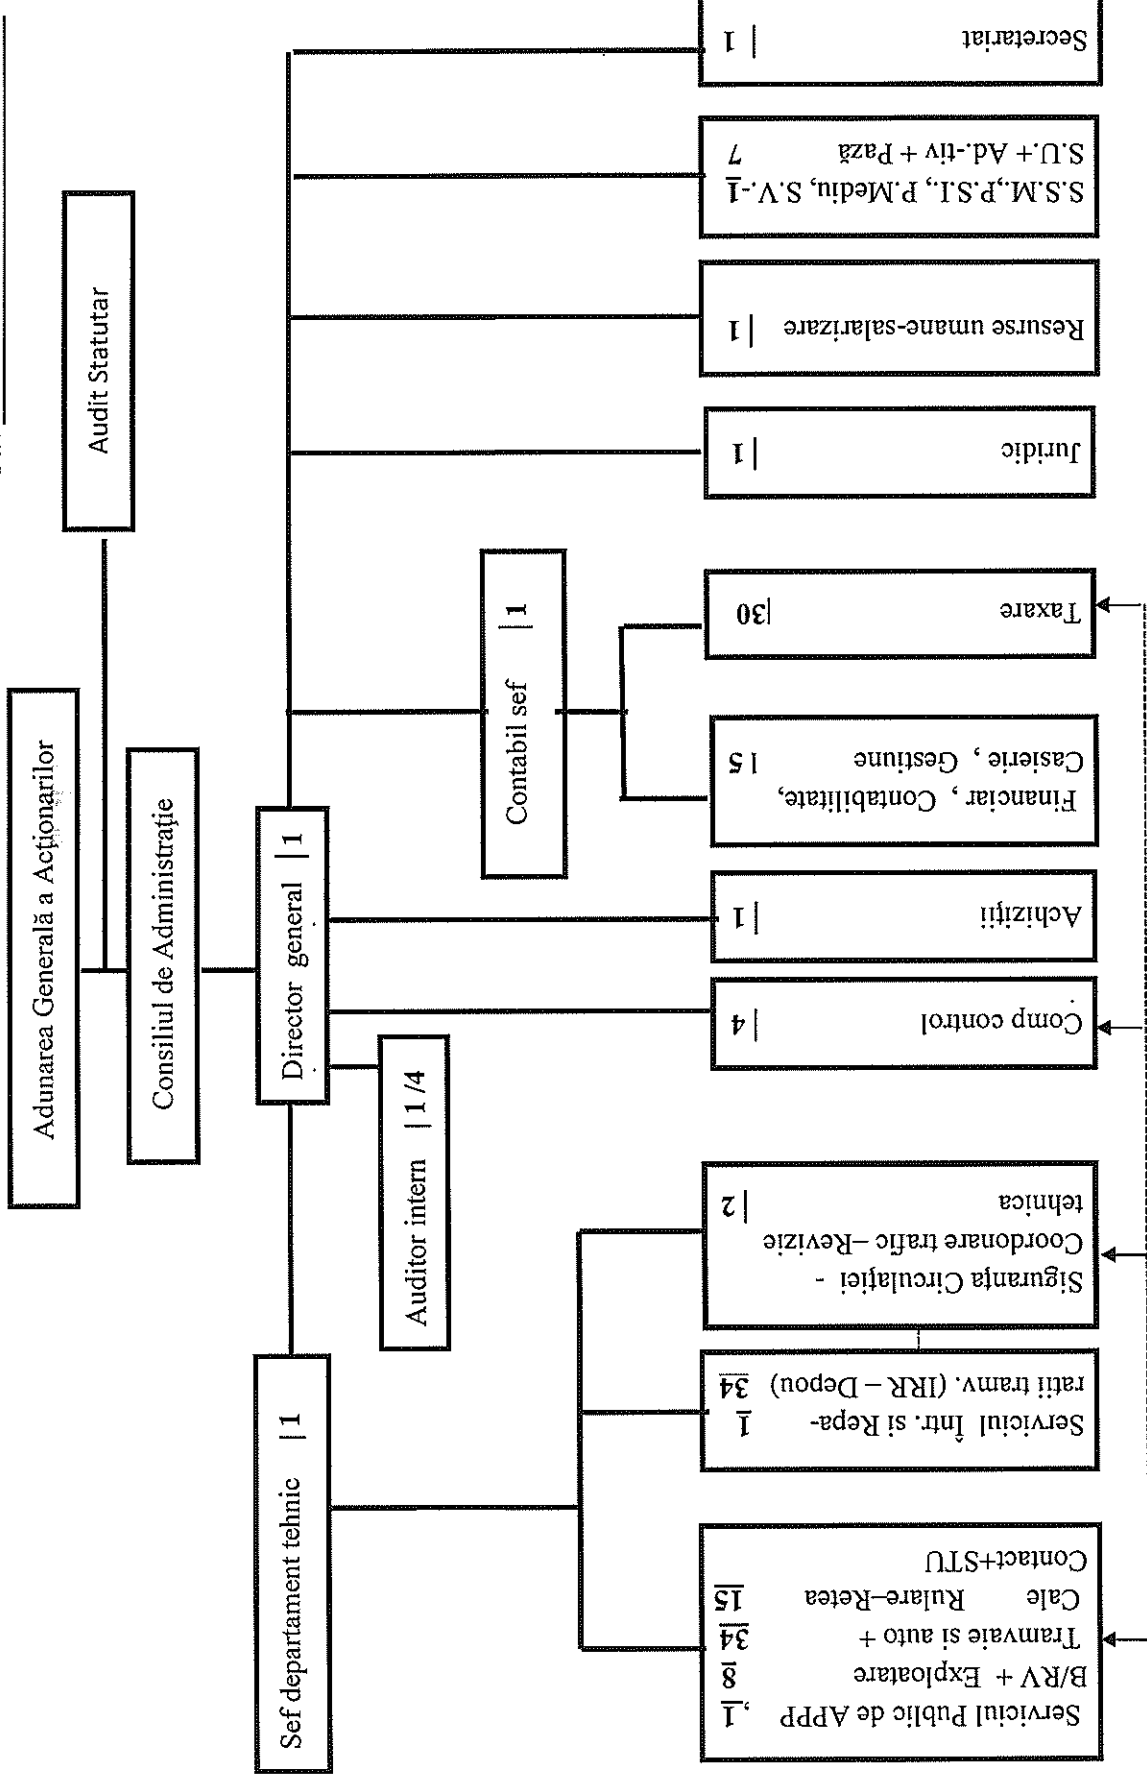 Adunarea Generală a Acționarilor
Audit Statutar
Consiliul de Administrație
Director general | 1
Auditor intern | 1 /4
Sef departament tehnic | 1
Contabil sef | 1
Serviciul Public de APPP , 1
B/RV + Exploatare 8
Tramvaie si auto + 34
Cale Rulare–Retea 15
Contact+STU
Serviciul Într. si Repa- 1
ratii tramv. (IRR – Depou) 34
Siguranța Circulației -
Coordonare trafic –Revizie
tehnica | 2
Comp control | 4
Achiziții | 1
Financiar , Contabilitate,
Casierie , Gestiune | 5
Taxare |30
Juridic | 1
Resurse umane-salarizare | 1
S.S.M.,P.S.I., P.Mediu, S.V.-1
S.U.+ Ad.-tiv + Pază 7
Secretariat | 1